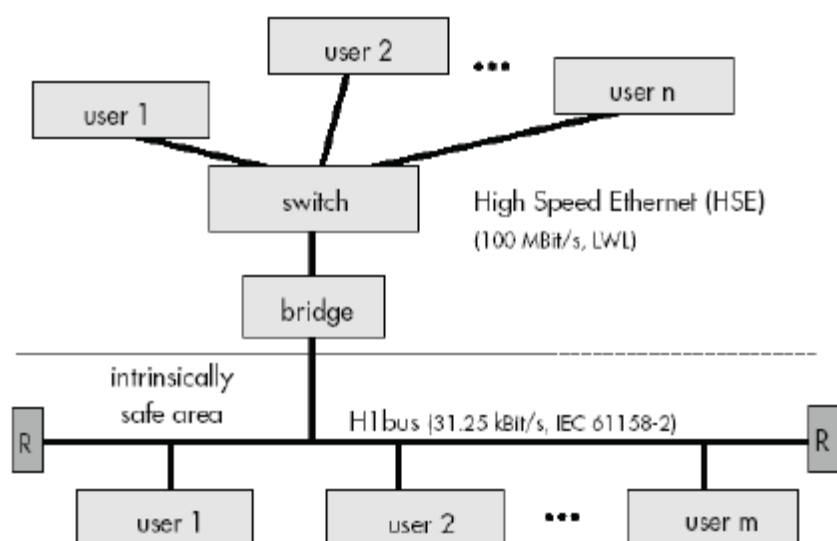 user 2
...
user n
user 1
switch
High Speed Ethernet (HSE)
(100 MBit/s, LWL)
bridge
intrinsically
safe area
H1bus (31.25 kBit/s, IEC 61158-2)
R
R
user 1
user 2
...
user m